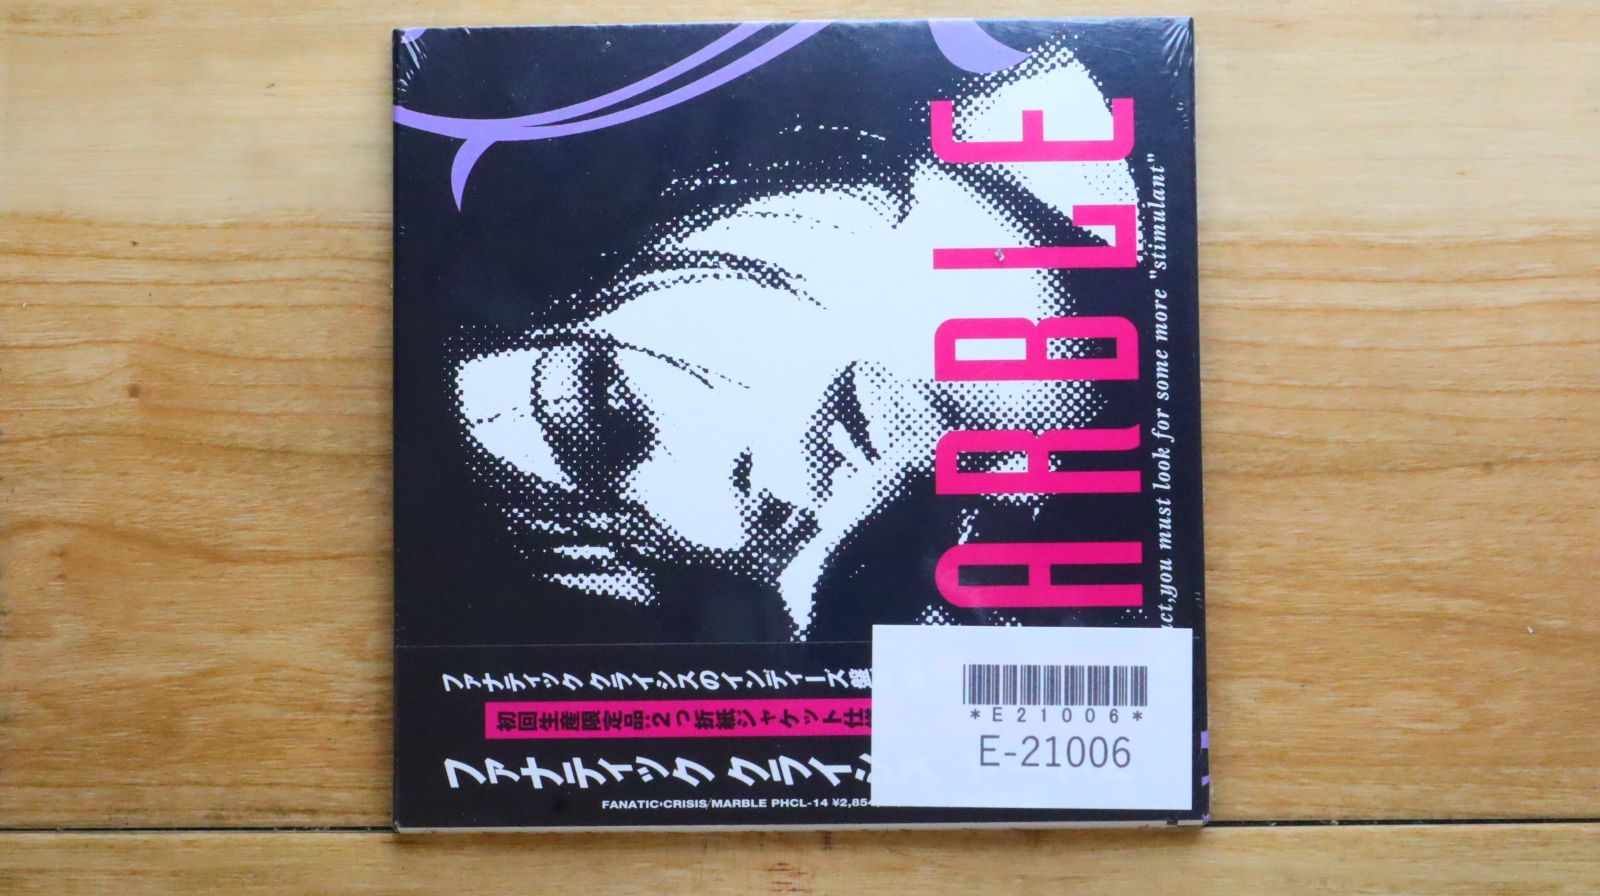 ARBLE
you must look for some more "stimulant"
ファナティック クライシスのインディーズ盤
初回生産限定品:2つ折紙ジャケット仕
ファナティック クライシ
FANATIC◆CRISIS/MARBLE PHCL-14 ¥2,854
*E21006*
E-21006